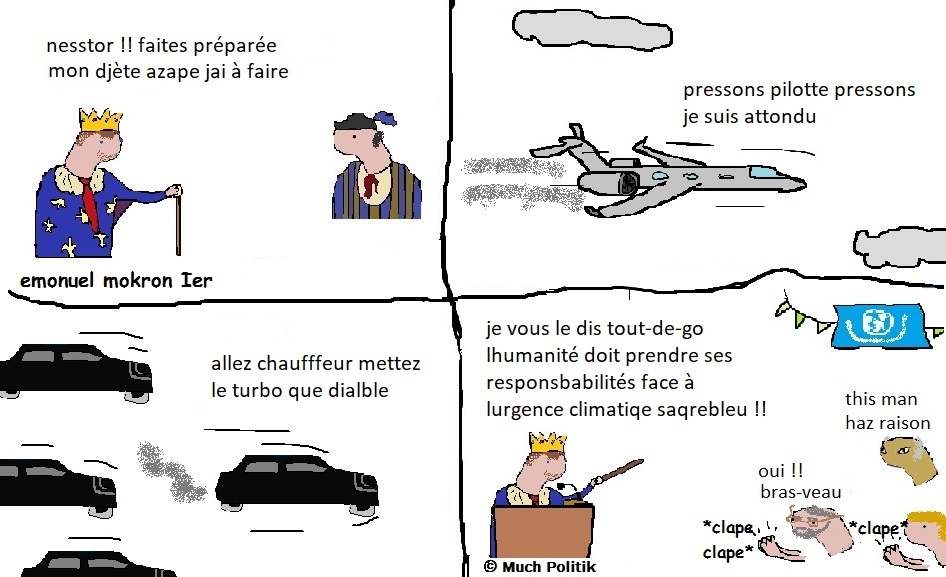 nesstor !! faites préparée
mon djète azape jai à faire
emonuel mokron Ier
pressons pilotte pressons
je suis attondu
allez chaufffeur mettez
le turbo que dialble
je vous le dis tout-de-go
lhumanité doit prendre ses
responsbabilités face à
lurgence climatiqe saqrebleu !!
this man
haz raison
oui !!
bras-veau
*clape
clape*
*clape*
© Much Politik